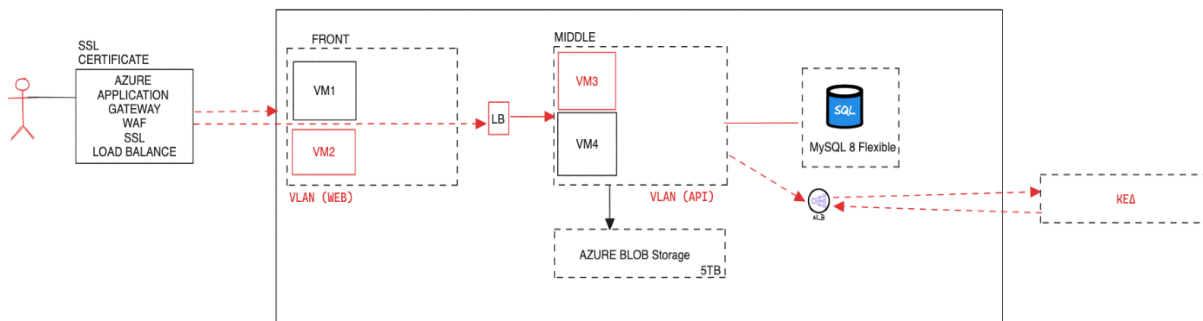 SSL
CERTIFICATE
AZURE
APPLICATION
GATEWAY
WAF
SSL
LOAD BALANCE
FRONT
VM1
VM2
VLAN (WEB)
LB
MIDDLE
VM3
VM4
VLAN (API)
AZURE BLOB Storage
5TB
SQL
MySQL 8 Flexible
ALB
ΚΕΔ